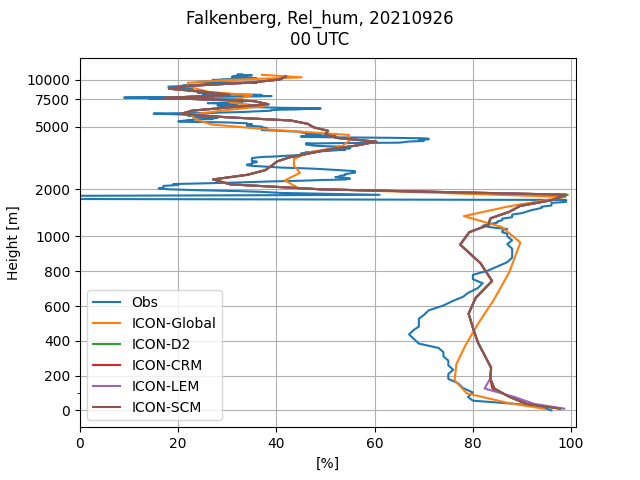 Falkenberg, Rel_hum, 20210926
00 UTC
10000
7500
5000
2000
1000
800
600
400
200
0
Height [m]
Obs
ICON-Global
ICON-D2
ICON-CRM
ICON-LEM
ICON-SCM
0 20 40 60 80 100
[%]